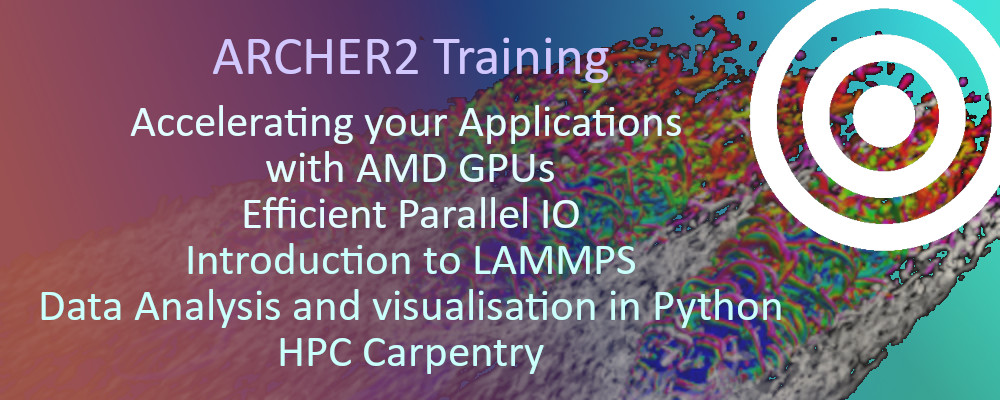 ARCHER2 Training
Accelerating your Applications
with AMD GPUs
Efficient Parallel IO
Introduction to LAMMPS
Data Analysis and visualisation in Python
HPC Carpentry